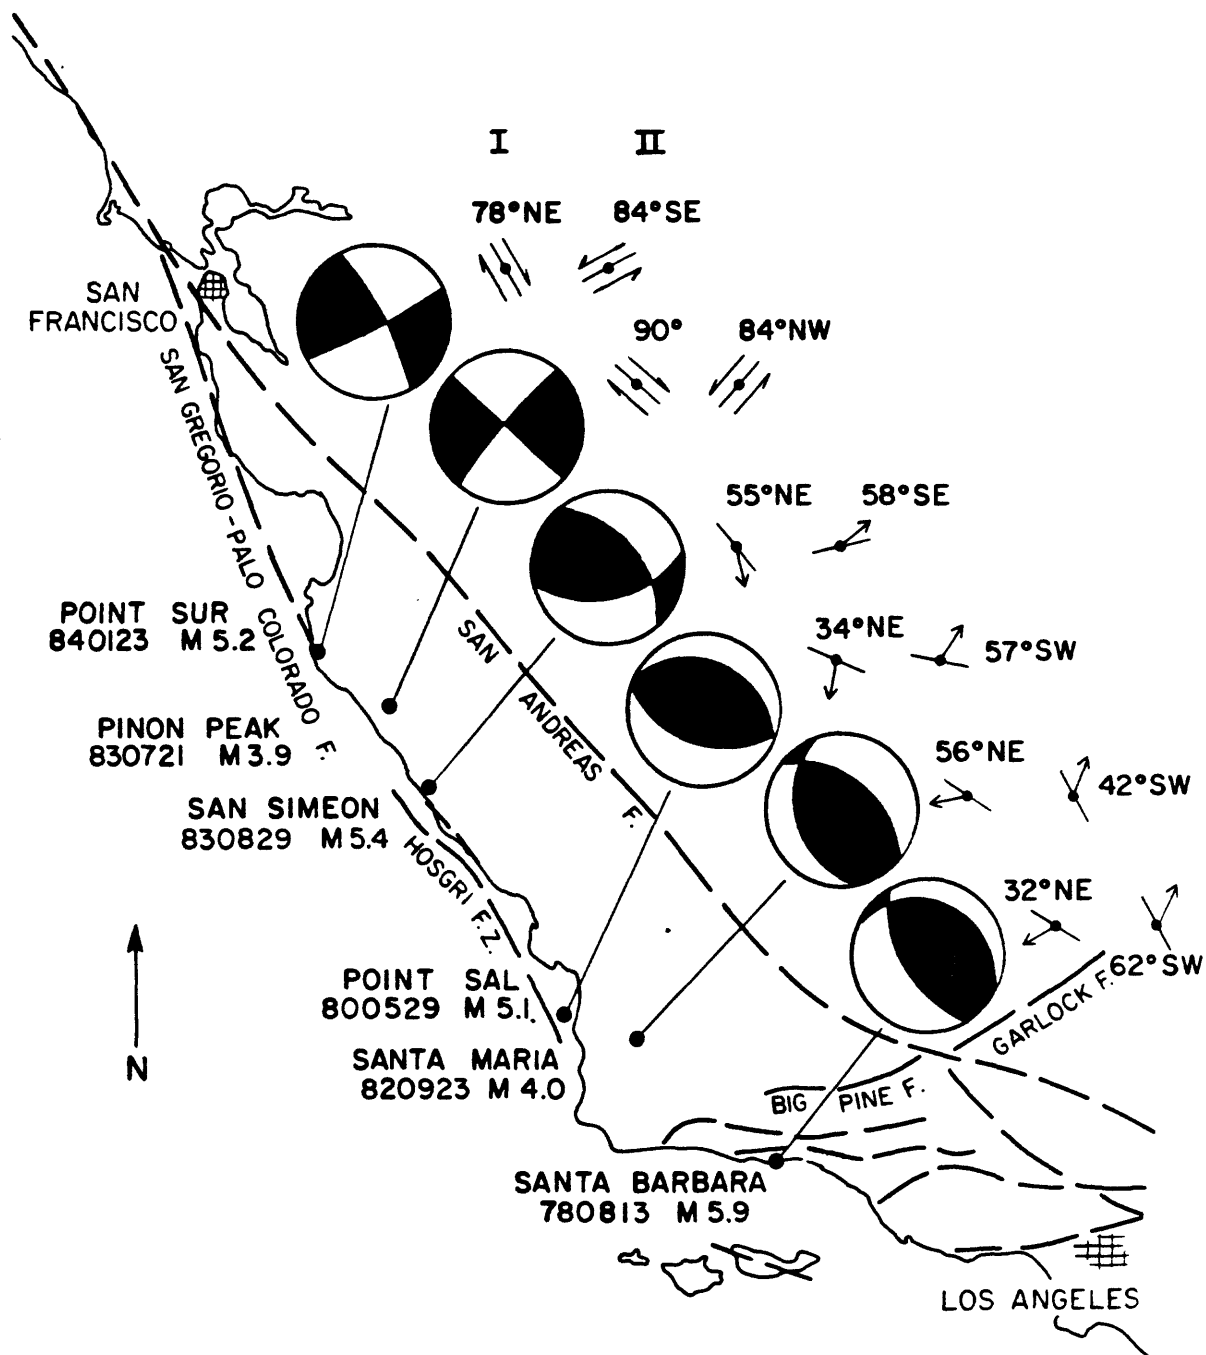 I II
78°NE 84°SE
SAN
FRANCISCO
90° 84°NW
SAN GREGORIO-PALO COLORADO F.
55°NE 58°SE
POINT SUR
840123 M 5.2
SAN ANDREAS F.
34°NE 57°SW
PINON PEAK
830721 M 3.9
56°NE 42°SW
SAN SIMEON
830829 M 5.4
HOSGRI F. Z.
32°NE 62°SW
POINT SAL
800529 M 5.1
GARLOCK F.
N
SANTA MARIA
820923 M 4.0
BIG PINE F.
SANTA BARBARA
780813 M 5.9
LOS ANGELES